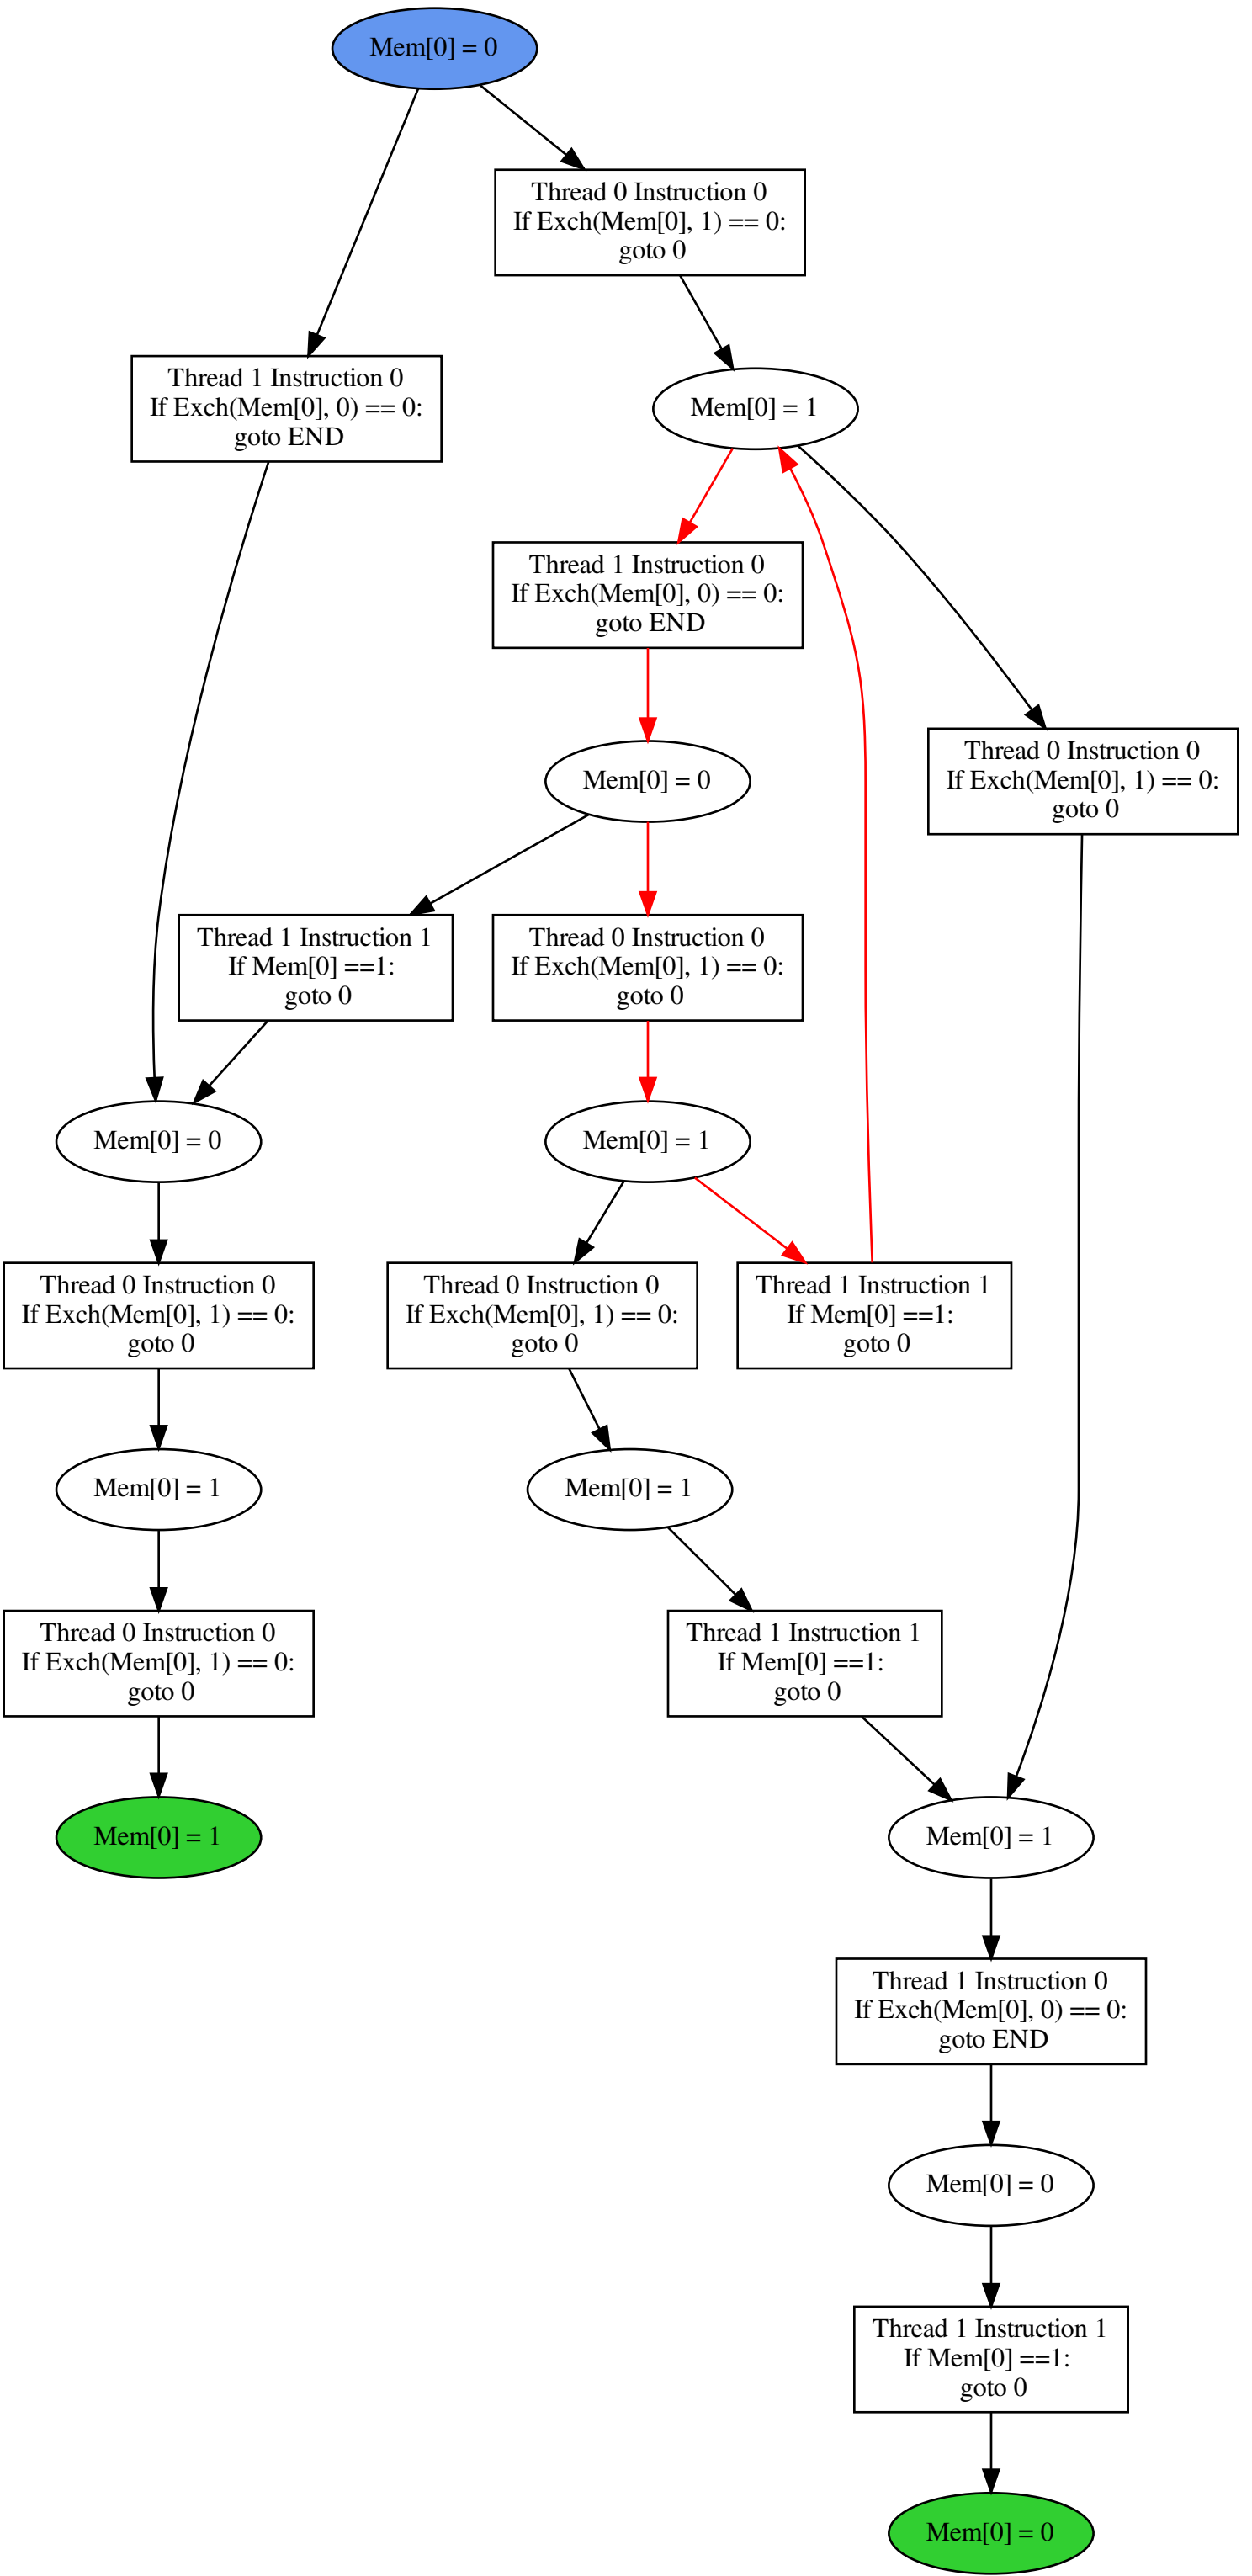 Mem[0] = 0
Thread 0 Instruction 0
If Exch(Mem[0], 1) == 0:
goto 0
Thread 1 Instruction 0
If Exch(Mem[0], 0) == 0:
goto END
Mem[0] = 1
Thread 1 Instruction 0
If Exch(Mem[0], 0) == 0:
goto END
Thread 0 Instruction 0
If Exch(Mem[0], 1) == 0:
goto 0
Mem[0] = 0
Thread 1 Instruction 1
If Mem[0] ==1:
goto 0
Thread 0 Instruction 0
If Exch(Mem[0], 1) == 0:
goto 0
Mem[0] = 0
Mem[0] = 1
Thread 0 Instruction 0
If Exch(Mem[0], 1) == 0:
goto 0
Thread 0 Instruction 0
If Exch(Mem[0], 1) == 0:
goto 0
Thread 1 Instruction 1
If Mem[0] ==1:
goto 0
Mem[0] = 1
Mem[0] = 1
Thread 0 Instruction 0
If Exch(Mem[0], 1) == 0:
goto 0
Thread 1 Instruction 1
If Mem[0] ==1:
goto 0
Mem[0] = 1
Mem[0] = 1
Thread 1 Instruction 0
If Exch(Mem[0], 0) == 0:
goto END
Mem[0] = 0
Thread 1 Instruction 1
If Mem[0] ==1:
goto 0
Mem[0] = 0